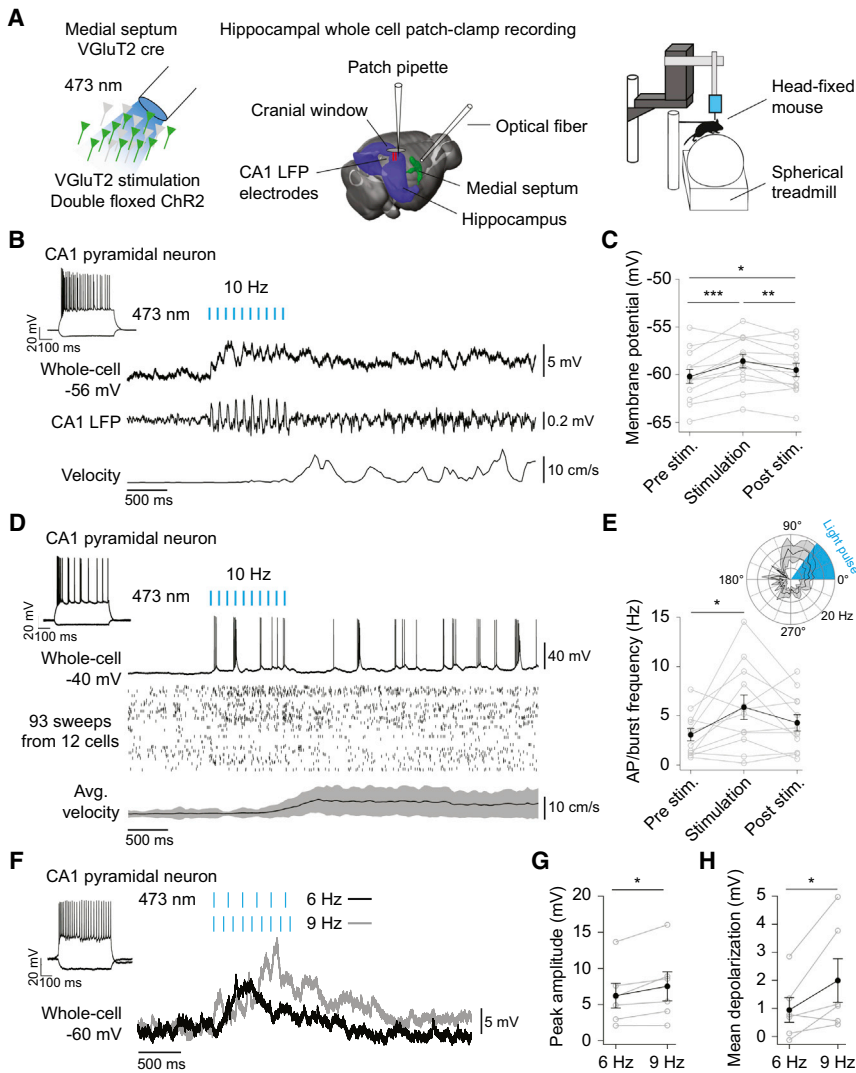 A
Medial septum
VGluT2 cre
473 nm
VGluT2 stimulation
Double floxed ChR2
Hippocampal whole cell patch-clamp recording
Patch pipette
Cranial window
Optical fiber
CA1 LFP
electrodes
Medial septum
Hippocampus
Head-fixed
mouse
Spherical
treadmill
B
CA1 pyramidal neuron
20 mV
100 ms
10 Hz
473 nm
Whole-cell
-56 mV
5 mV
CA1 LFP
0.2 mV
Velocity
10 cm/s
500 ms
C
Membrane potential (mV)
-50
-55
-60
-65
*
***
**
Pre stim.
Stimulation
Post stim.
D
CA1 pyramidal neuron
20 mV
100 ms
10 Hz
473 nm
Whole-cell
-40 mV
40 mV
93 sweeps
from 12 cells
Avg.
velocity
10 cm/s
500 ms
E
90°
Light pulse
180°
0°
270°
20 Hz
AP/burst frequency (Hz)
15
10
5
0
*
Pre stim.
Stimulation
Post stim.
F
CA1 pyramidal neuron
20 mV
100 ms
473 nm
6 Hz
9 Hz
Whole-cell
-60 mV
5 mV
500 ms
G
Peak amplitude (mV)
20
15
10
5
0
*
6 Hz
9 Hz
H
Mean depolarization (mV)
5
4
3
2
1
0
*
6 Hz
9 Hz